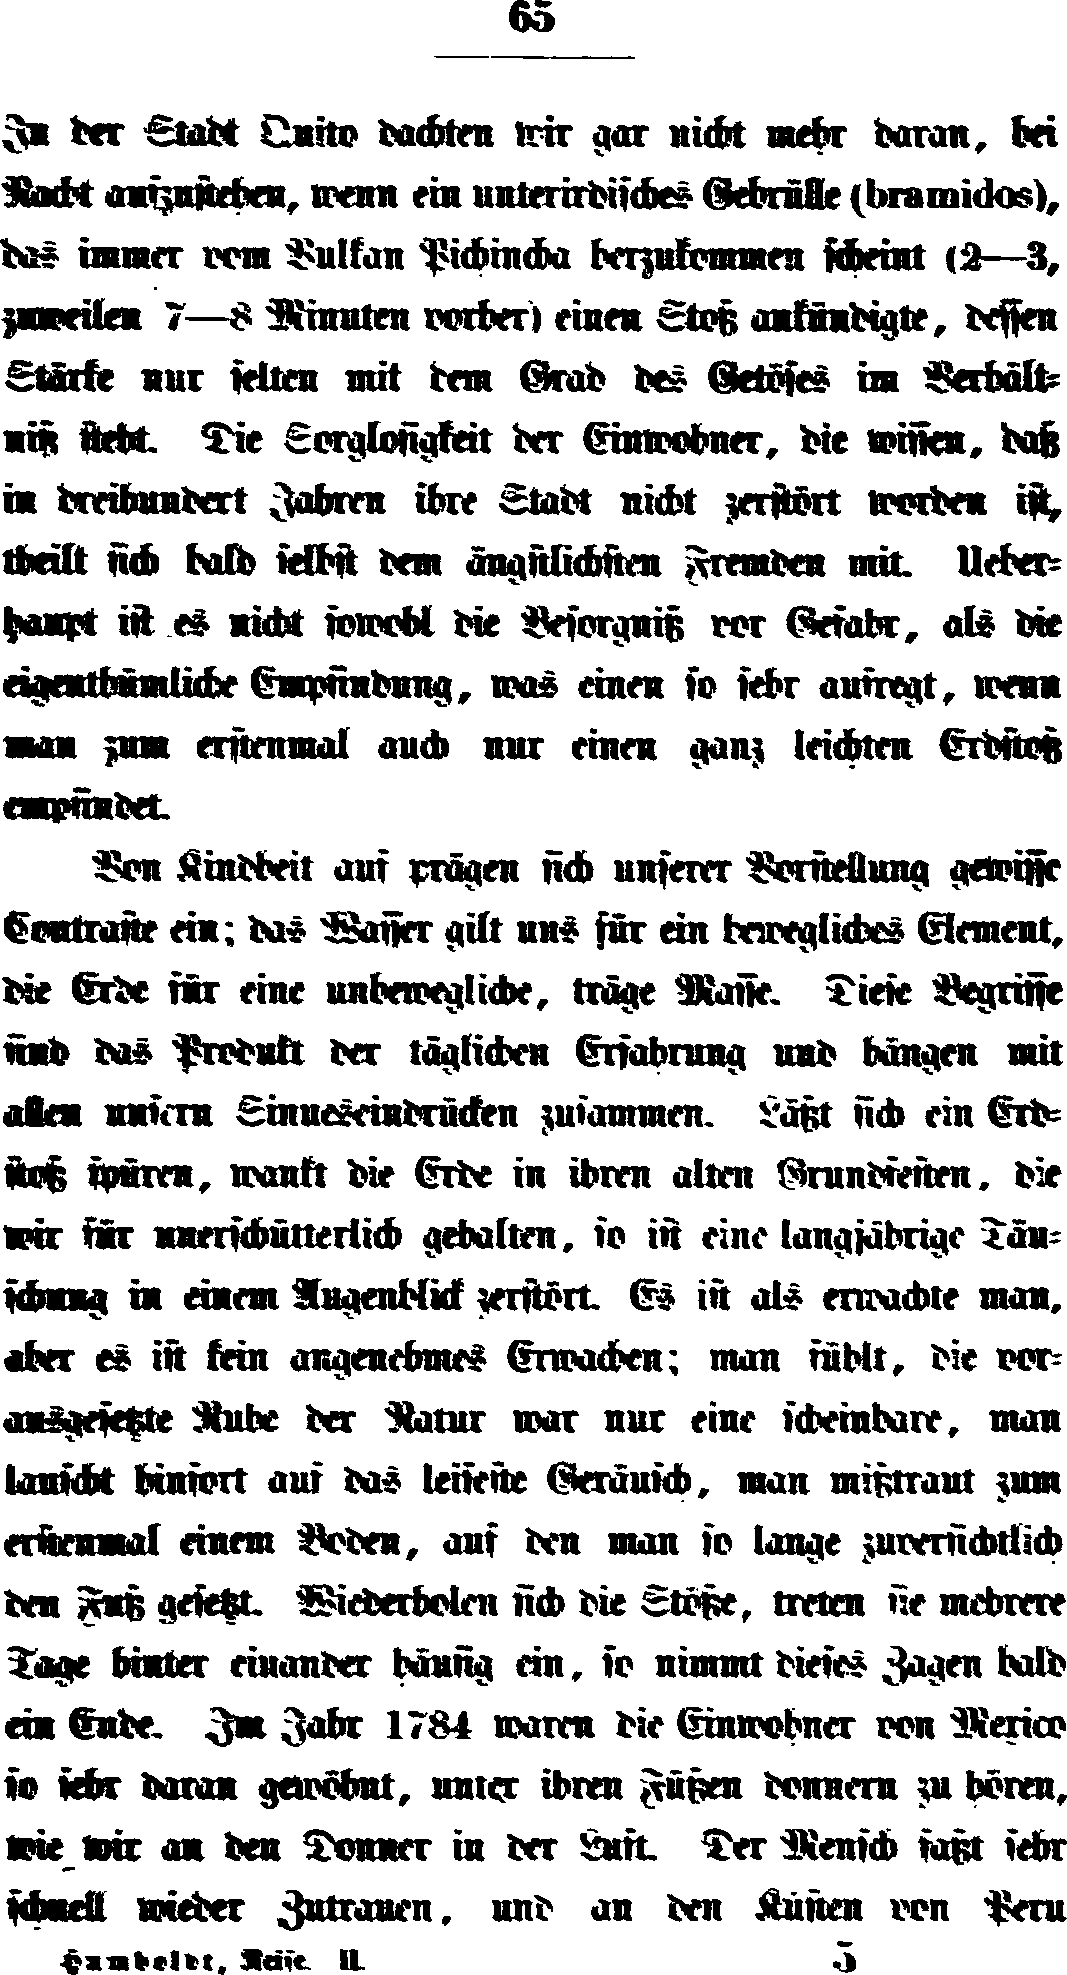 65
In der Stadt Quito dachten wir gar nicht mehr daran, bei
Nacht aufzustehen, wenn ein unterirdisches Gebrülle (bramidos),
das immer vom Vulkan Pichincha herzukommen scheint (2—3,
zuweilen 7—8 Minuten vorher) einen Stoß ankündigte, dessen
Stärke nur selten mit dem Grad des Getöses im Verhält-
niß steht. Die Sorglosigkeit der Einwohner, die wissen, daß
in dreihundert Jahren ihre Stadt nicht zerstört worden ist,
theilt sich bald selbst dem ängstlichsten Fremden mit. Ueber-
haupt ist es nicht sowohl die Besorgniß vor Gefahr, als die
eigenthümliche Empfindung, was einen so sehr aufregt, wenn
man zum erstenmal auch nur einen ganz leichten Erdstoß
empfindet.
Von Kindheit auf prägen sich unserer Vorstellung gewisse
Contraste ein; das Wasser gilt uns für ein bewegliches Element,
die Erde für eine unbewegliche, träge Masse. Diese Begriffe
sind das Produkt der täglichen Erfahrung und hängen mit
allen unsern Sinneseindrücken zusammen. Läßt sich ein Erd-
stoß spüren, wankt die Erde in ihren alten Grundfesten, die
wir für unerschütterlich gehalten, so ist eine langjährige Täu-
schung in einem Augenblick zerstört. Es ist als erwachte man,
aber es ist kein angenehmes Erwachen; man fühlt, die vor-
ausgesetzte Ruhe der Natur war nur eine scheinbare, man
lauscht hinfort auf das leiseste Geräusch, man mißtraut zum
erstenmal einem Boden, auf den man so lange zuversichtlich
den Fuß gesetzt. Wiederholen sich die Stöße, treten sie mehrere
Tage hinter einander häufig ein, so nimmt dieses Zagen bald
ein Ende. Im Jahr 1784 waren die Einwohner von Mexico
so sehr daran gewöhnt, unter ihren Füßen donnern zu hören,
wie wir an den Donner in der Luft. Der Mensch faßt sehr
schnell wieder Zutrauen, und an den Küsten von Peru
Humboldt, Reise. II. 5